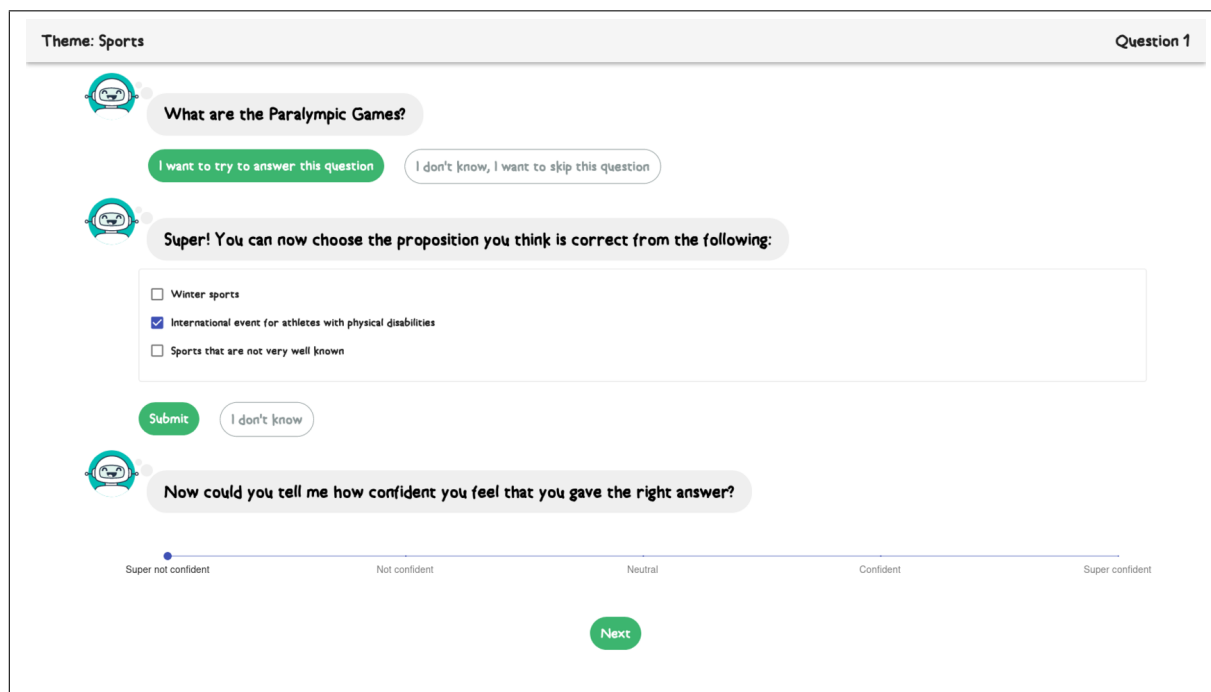 Theme: Sports
Question 1
What are the Paralympic Games?
I want to try to answer this question
I don't know, I want to skip this question
Super! You can now choose the proposition you think is correct from the following:
Winter sports
International event for athletes with physical disabilities
Sports that are not very well known
Submit
I don't know
Now could you tell me how confident you feel that you gave the right answer?
Super not confident
Not confident
Neutral
Confident
Super confident
Next